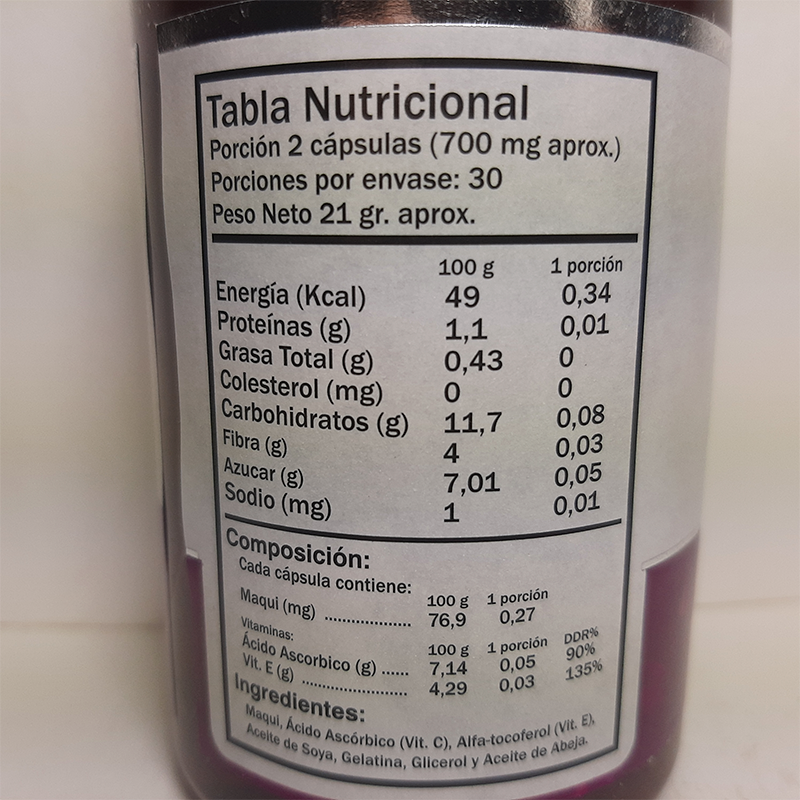 Tabla Nutricional
Porción 2 cápsulas (700 mg aprox.)
Porciones por envase: 30
Peso Neto 21 gr. aprox.
100 g 1 porción
Energía (Kcal) 49 0,34
Proteínas (g) 1,1 0,01
Grasa Total (g) 0,43 0
Colesterol (mg) 0 0
Carbohidratos (g) 11,7 0,08
Fibra (g) 4 0,03
Azucar (g) 7,01 0,05
Sodio (mg) 1 0,01
Composición:
Cada cápsula contiene:
100 g 1 porción
Maqui (mg) .................. 76,9 0,27
Vitaminas: 100 g 1 porción DDR%
Ácido Ascorbico (g) ...... 7,14 0,05 90%
Vit. E (g) ...................... 4,29 0,03 135%
Ingredientes:
Maqui, Ácido Ascórbico (Vit. C), Alfa-tocoferol (Vit. E),
Aceite de Soya, Gelatina, Glicerol y Aceite de Abeja.